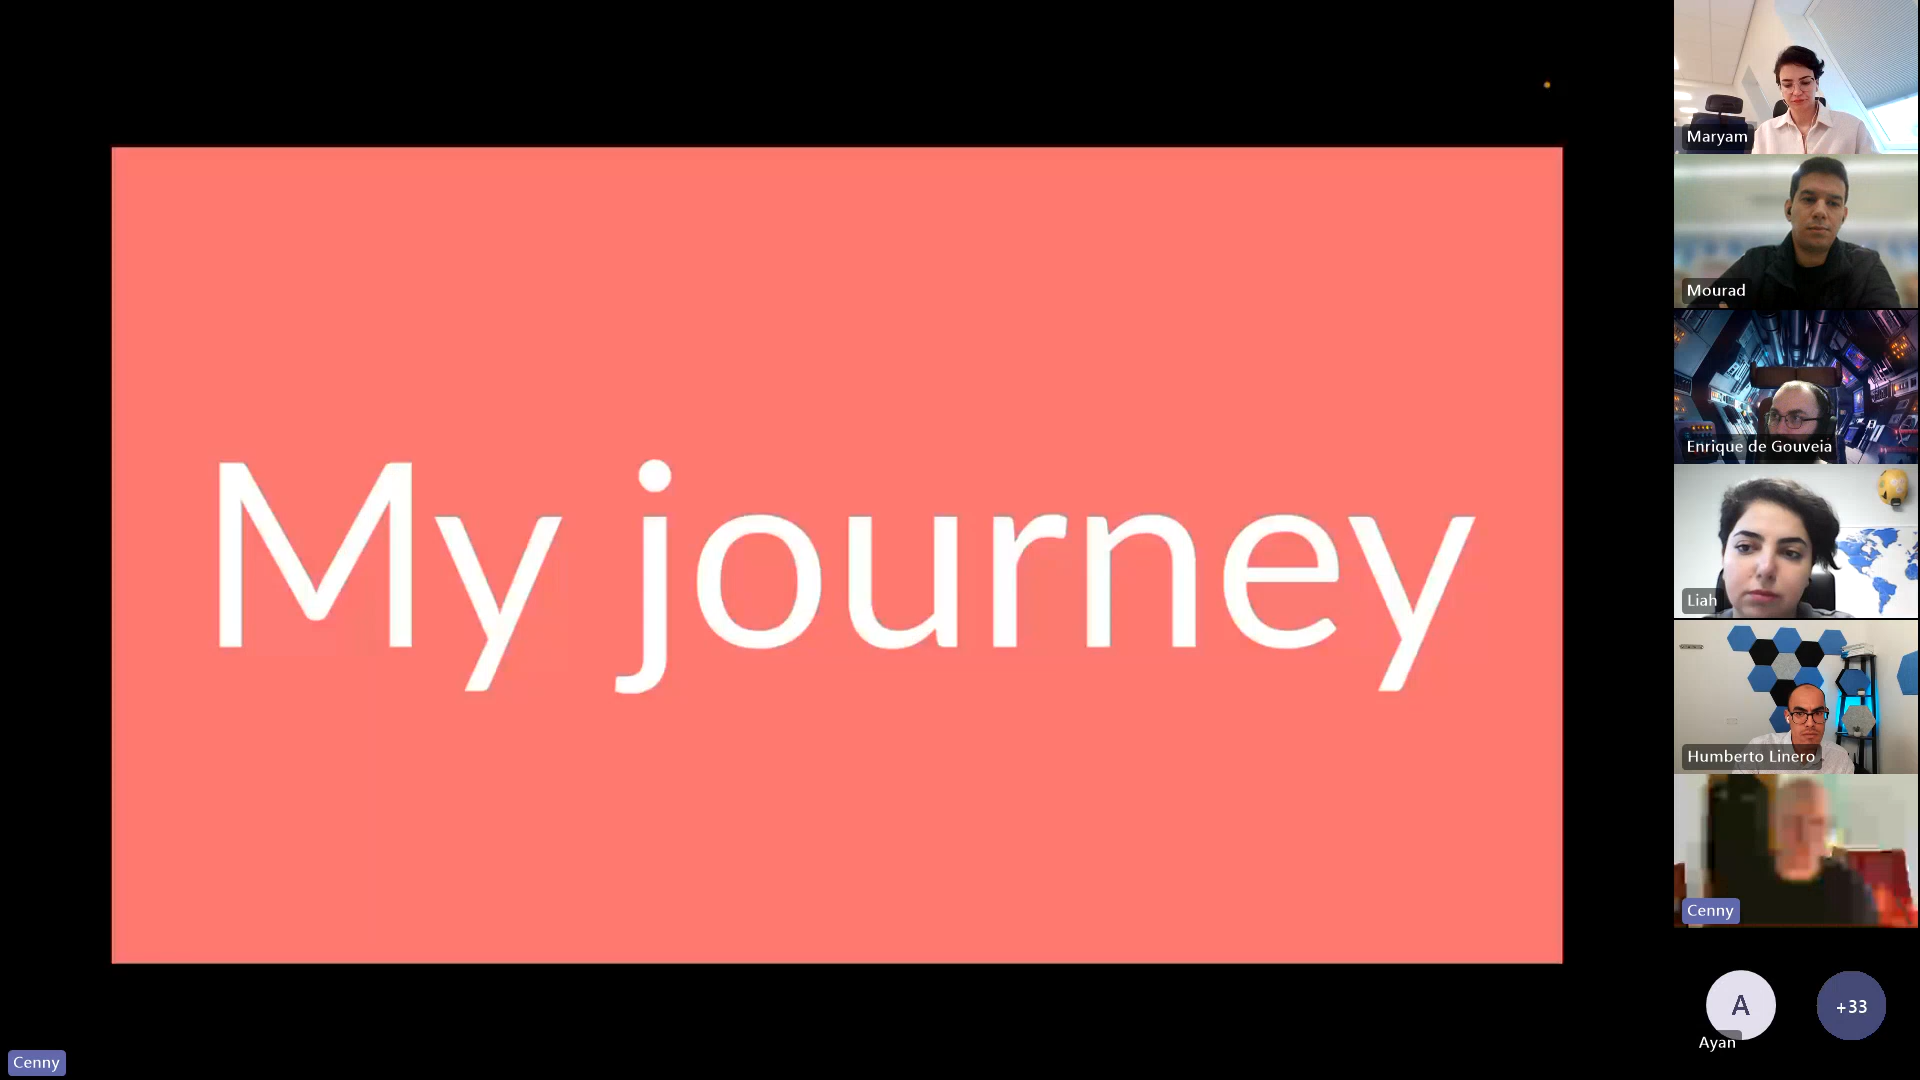 My journey
Maryam
Mourad
Enrique de Gouveia
Liah
Humberto Linero
Cenny
A
Ayan
+33
Cenny